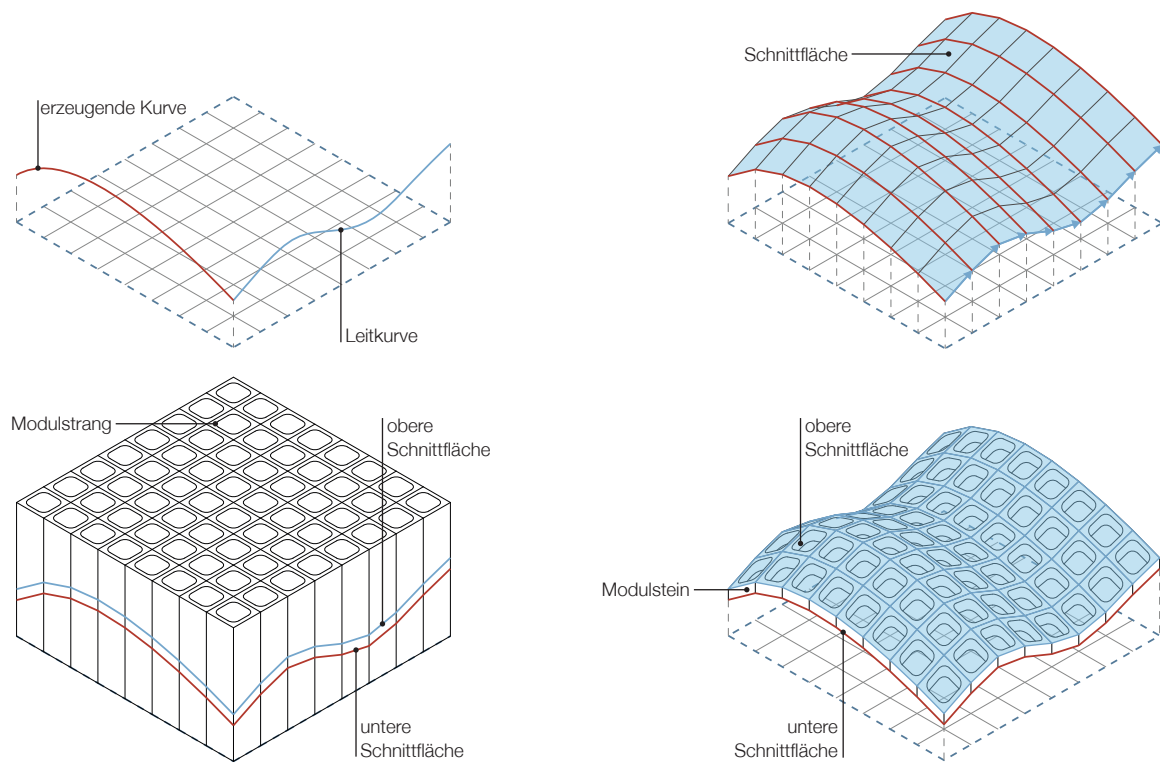 erzeugende Kurve
Leitkurve
Schnittfläche
Modulstrang
obere
Schnittfläche
untere
Schnittfläche
obere
Schnittfläche
Modulstein
untere
Schnittfläche